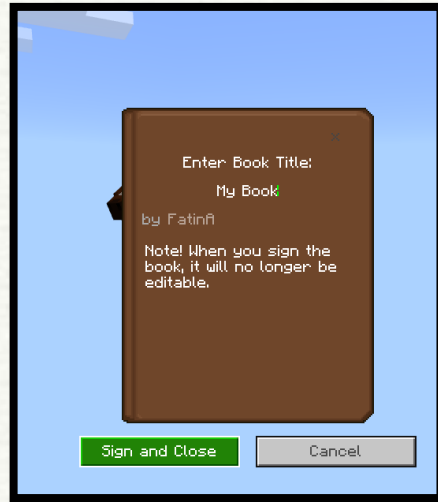 Enter Book Title:
My Book
by FatinA
Note! When you sign the
book, it will no longer be
editable.
Sign and Close
Cancel